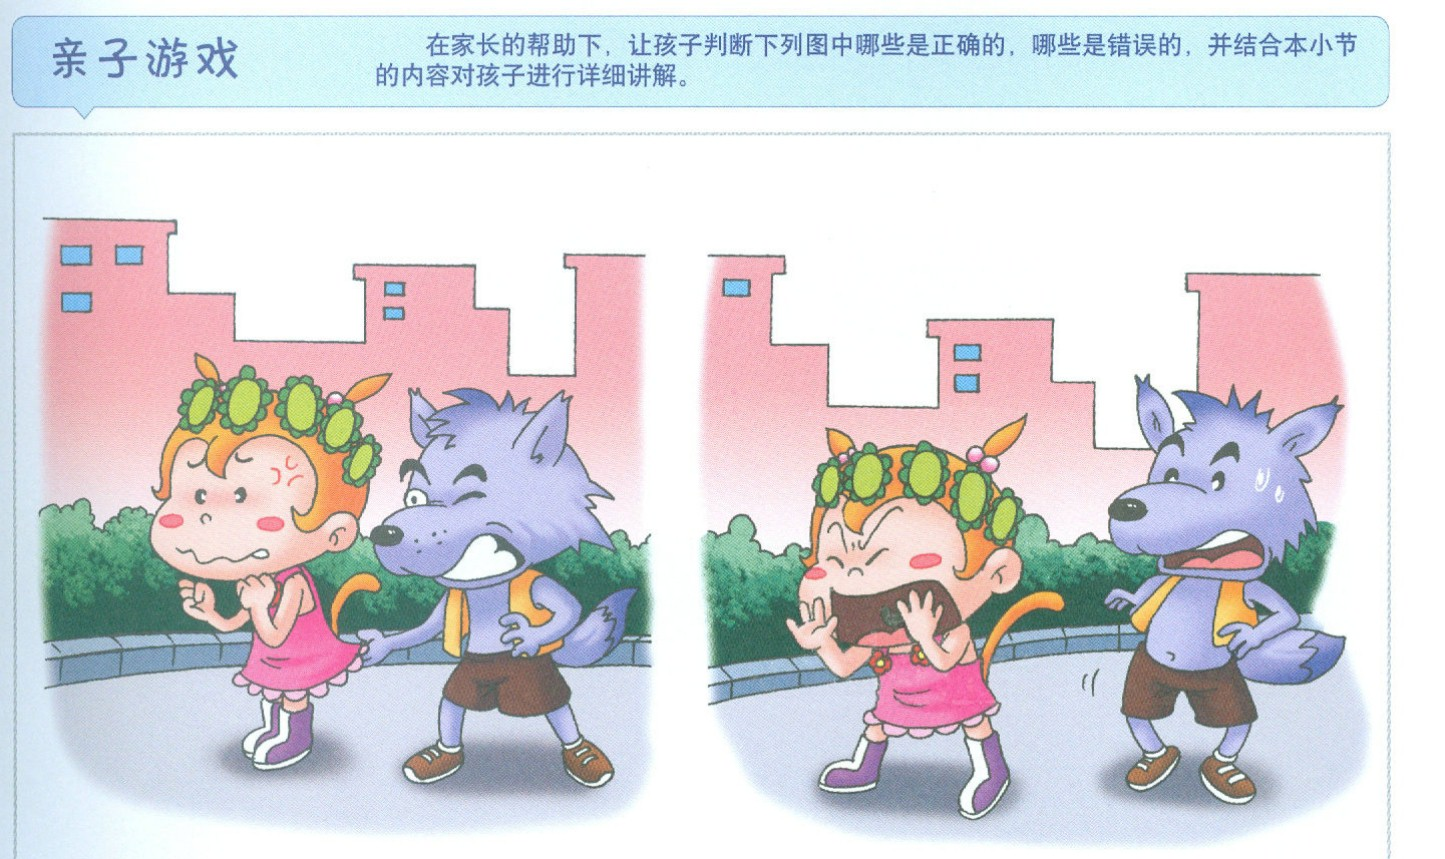 亲子游戏
在家长的帮助下，让孩子判断下列图中哪些是正确的，哪些是错误的，并结合本小节
的内容对孩子进行详细讲解。